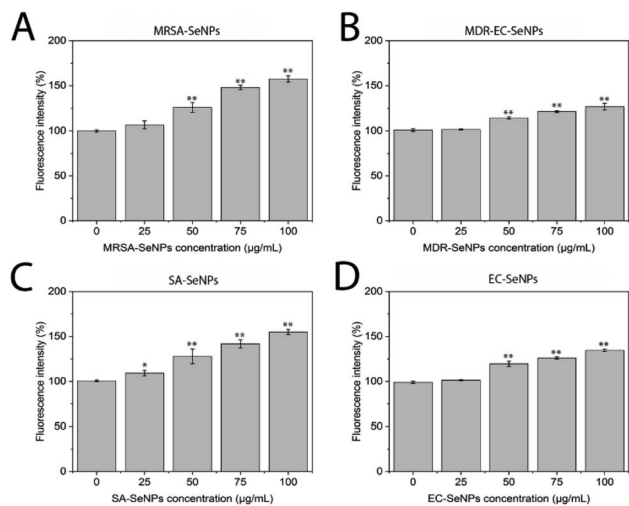 A
MRSA-SeNPs
Fluorescence intensity (%)
200
150
100
50
0
**
**
**
0 25 50 75 100
MRSA-SeNPs concentration (µg/mL)
B
MDR-EC-SeNPs
Fluorescence intensity (%)
200
150
100
50
0
**
**
**
0 25 50 75 100
MDR-SeNPs concentration (µg/mL)
C
SA-SeNPs
Fluorescence intensity (%)
200
150
100
50
0
*
**
**
**
0 25 50 75 100
SA-SeNPs concentration (µg/mL)
D
EC-SeNPs
Fluorescence intensity (%)
200
150
100
50
0
**
**
**
0 25 50 75 100
EC-SeNPs concentration (µg/mL)